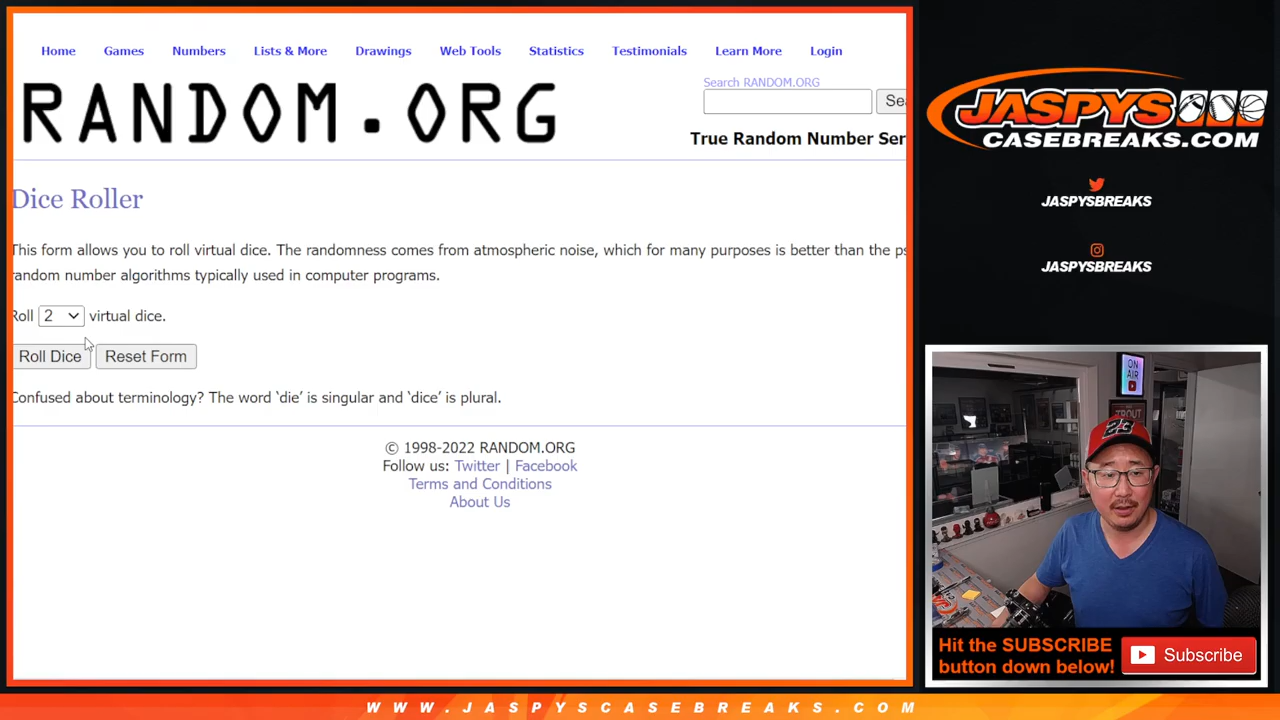 Home Games Numbers Lists & More Drawings Web Tools Statistics Testimonials Learn More Login
Search RANDOM.ORG
RANDOM.ORG
Sea
True Random Number Ser
Dice Roller
This form allows you to roll virtual dice. The randomness comes from atmospheric noise, which for many purposes is better than the ps
random number algorithms typically used in computer programs.
Roll 2 virtual dice.
Roll Dice Reset Form
Confused about terminology? The word ‘die’ is singular and ‘dice’ is plural.
© 1998-2022 RANDOM.ORG
Follow us: Twitter | Facebook
Terms and Conditions
About Us
JASPYS
CASEBREAKS.COM
JASPYSBREAKS
JASPYSBREAKS
ON
AIR
TROUT
23
Hit the SUBSCRIBE
button down below!
Subscribe
WWW.JASPYSCASEBREAKS.COM